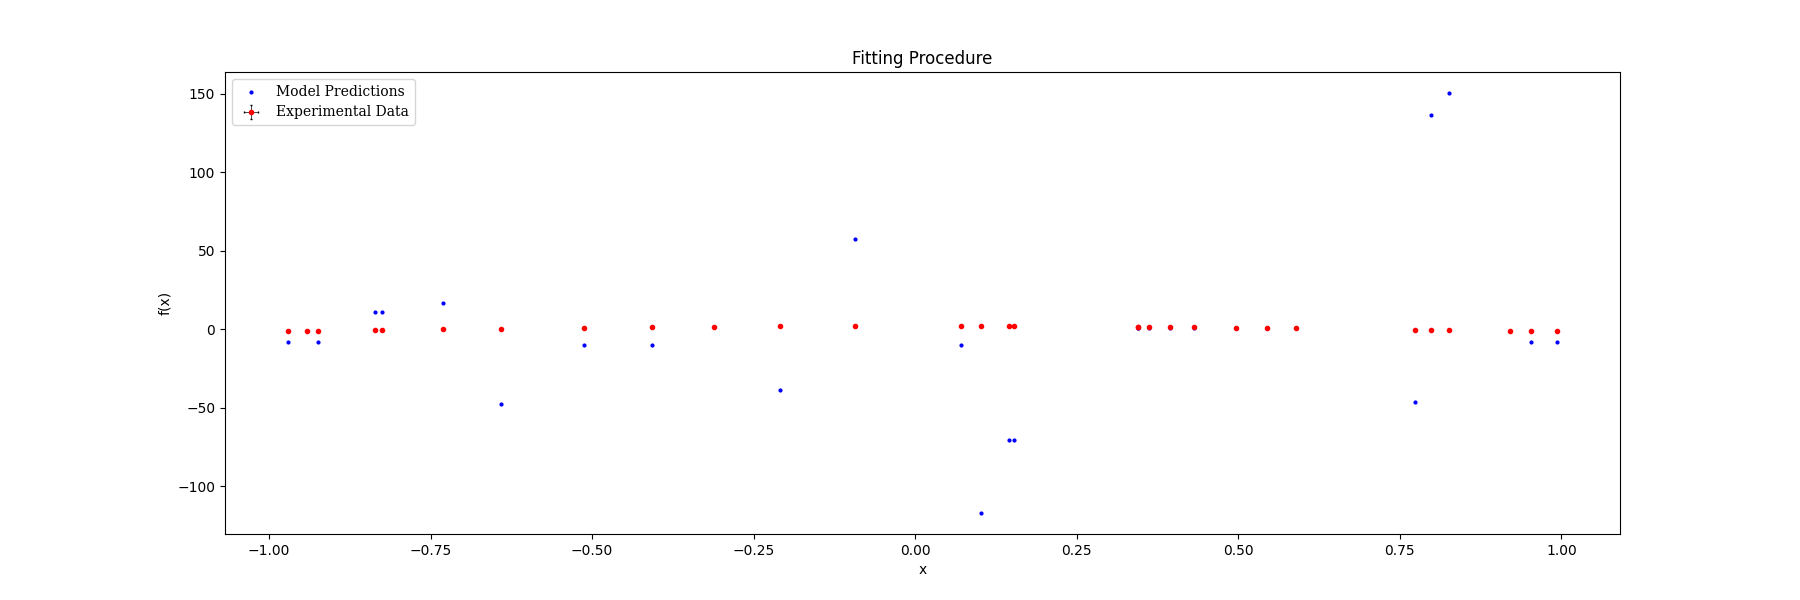 Fitting Procedure
Model Predictions
Experimental Data
150
100
50
0
−50
−100
f(x)
−1.00 −0.75 −0.50 −0.25 0.00 0.25 0.50 0.75 1.00
x